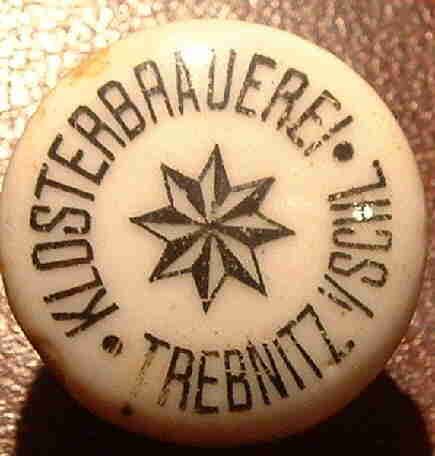 KLOSTERBRAUEREI
TREBNITZ i/SCHL